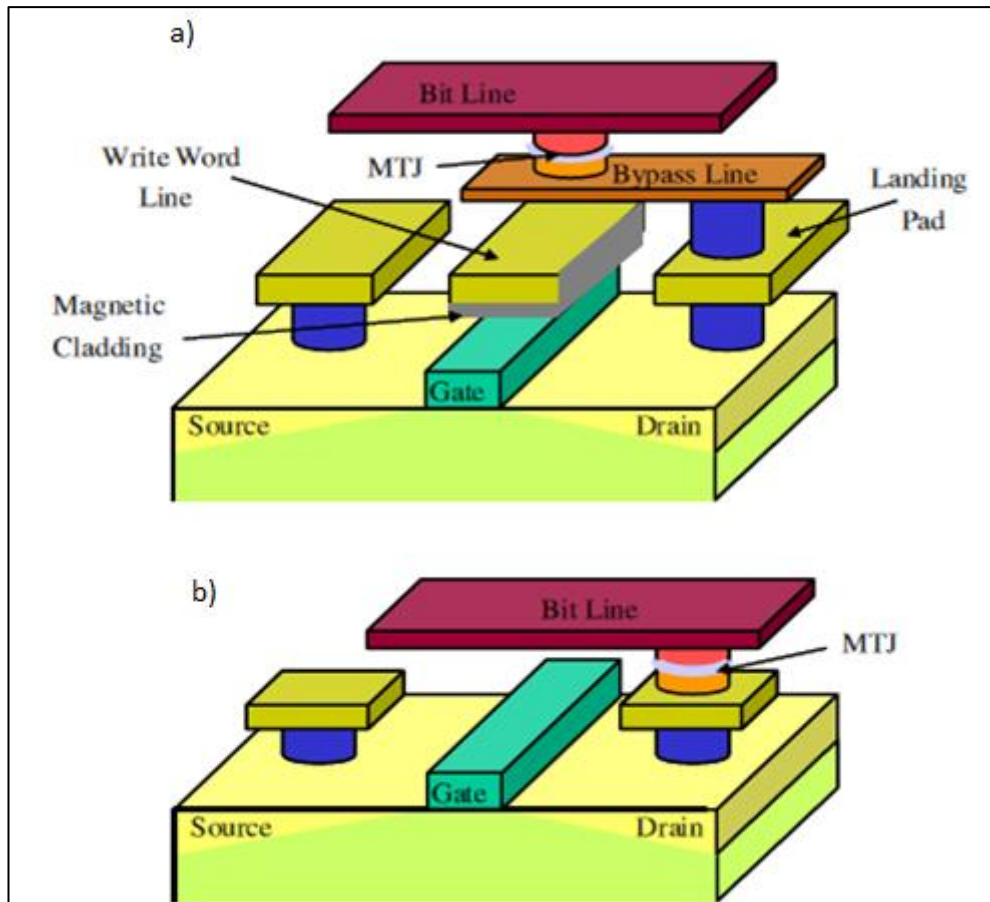 a)
Bit Line
Write Word
Line
MTJ
Bypass Line
Landing
Pad
Magnetic
Cladding
Gate
Source
Drain
b)
Bit Line
MTJ
Gate
Source
Drain